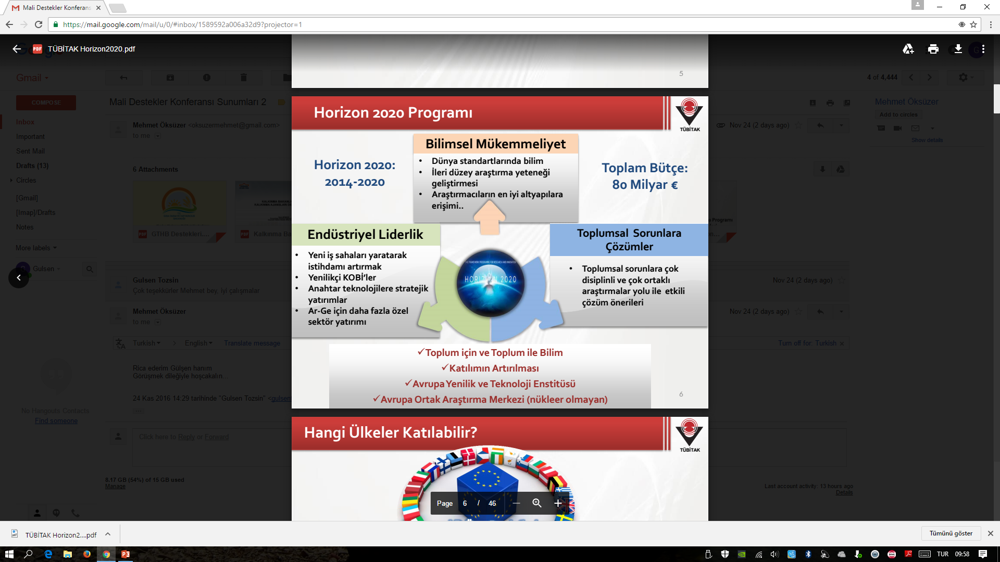 Mali Destekler Konferans
https://mail.google.com/mail/u/0/#inbox/1589592a006a32d9?projector=1
TÜBİTAK Horizon2020.pdf
5
Gmail
4 of 4,444
COMPOSE
Mali Destekler Konferansı Sunumları 2
Mehmet Öksüzer
Add to circles
Show details
Inbox
Important
Sent Mail
Drafts (13)
Circles
[Gmail]
[Imap]/Drafts
Notes
More labels
Gulsen
Mehmet Öksüzer <oksuzermehmet@gmail.com>
to me
Nov 24 (2 days ago)
6 Attachments
GTHB Destekleri....
Kalkınma Ba
Horizon 2020 Programı
TÜBİTAK
Horizon 2020:
2014-2020
Bilimsel Mükemmeliyet
• Dünya standartlarında bilim
• İleri düzey araştırma yeteneği
geliştirmesi
• Araştırmacıların en iyi altyapılara
erişimi..
Toplam Bütçe:
80 Milyar €
Endüstriyel Liderlik
• Yeni iş sahaları yaratarak
istihdamı artırmak
• Yenilikçi KOBİ'ler
• Anahtar teknolojilere stratejik
yatırımlar
• Ar-Ge için daha fazla özel
sektör yatırımı
HORIZON 2020
Toplumsal Sorunlara
Çözümler
• Toplumsal sorunlara çok
disiplinli ve çok ortaklı
araştırmalar yolu ile etkili
çözüm önerileri
✓Toplum için ve Toplum ile Bilim
✓Katılımın Artırılması
✓Avrupa Yenilik ve Teknoloji Enstitüsü
✓Avrupa Ortak Araştırma Merkezi (nükleer olmayan)
6
Hangi Ülkeler Katılabilir?
TÜBİTAK
Page 6 / 46
Gulsen Tozsin
Çok teşekkürler Mehmet bey, iyi çalışmalar
Nov 24 (2 days ago)
Mehmet Öksüzer
to me
Nov 24 (2 days ago)
Turkish > English Translate message
Turn off for: Turkish ×
Rica ederim Gülşen hanım
Görüşmek dileğiyle hoşcakalın...
24 Kas 2016 14:29 tarihinde "Gulsen Tozsin" <gulsen
No Hangouts Contacts
Find someone
Click here to Reply or Forward
8.17 GB (54%) of 15 GB used
Manage
Last account activity: 13 hours ago
Details
TÜBİTAK Horizon2....pdf
Tümünü göster
TUR 09:58